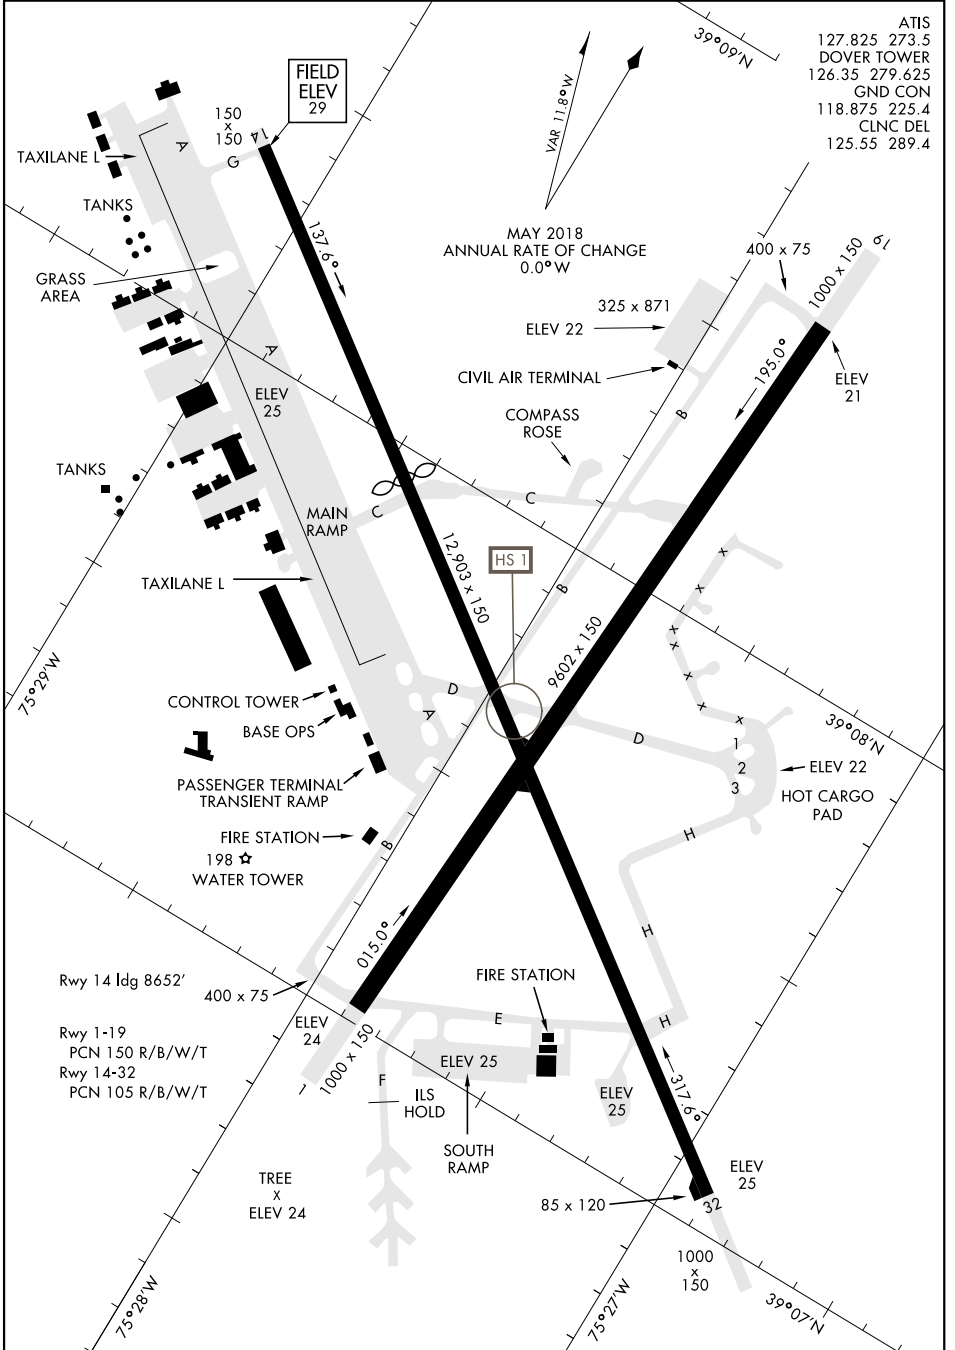 ATIS
127.825 273.5
DOVER TOWER
126.35 279.625
GND CON
118.875 225.4
CLNC DEL
125.55 289.4
39°09'N
VAR 11.8°W
FIELD
ELEV
29
150
x
150
14
A
G
TAXILANE L
TANKS
137.6°
MAY 2018
ANNUAL RATE OF CHANGE
0.0°W
400 x 75
1000 x 150
19
GRASS
AREA
325 x 871
ELEV 22
195.0°
A
CIVIL AIR TERMINAL
ELEV
21
ELEV
25
COMPASS
ROSE
B
TANKS
C
MAIN
RAMP
C
12,903 x 150
HS 1
x
x
x
x
x
x
x
TAXILANE L
B
9602 x 150
75°29'W
CONTROL TOWER
BASE OPS
D
A
D
39°08'N
1
2
3
ELEV 22
HOT CARGO
PAD
PASSENGER TERMINAL
TRANSIENT RAMP
FIRE STATION
B
H
198
WATER TOWER
015.0°
H
Rwy 14 ldg 8652'
400 x 75
FIRE STATION
Rwy 1-19
PCN 150 R/B/W/T
Rwy 14-32
PCN 105 R/B/W/T
ELEV
24
E
H
1
1000 x 150
ELEV 25
F
ILS
HOLD
ELEV
25
317.6°
SOUTH
RAMP
TREE
x
ELEV 24
ELEV
25
85 x 120
32
1000
x
150
75°28'W
75°27'W
39°07'N